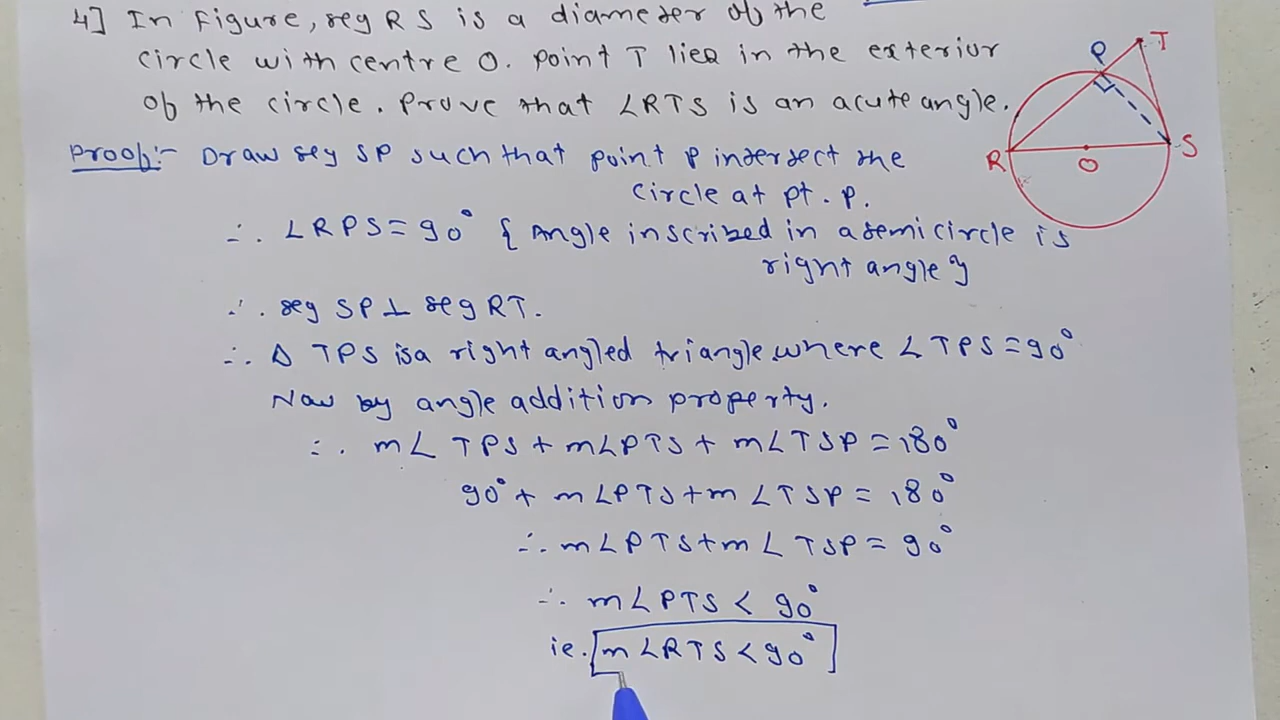 4] In Figure, seg RS is a diameter of the
circle with centre O. Point T lies in the exterior
of the circle. Prove that ∠RTS is an acute angle.
Proof:- Draw seg SP such that point P intersect the
circle at pt. P.
∴ ∠RPS = 90° { Angle inscribed in a semicircle is
right angle }
∴ seg SP ⊥ seg RT.
∴ Δ TPS is a right angled triangle where ∠TPS = 90°
Now by angle addition property.
∴ m∠TPS + m∠PTS + m∠TSP = 180°
90° + m∠PTS + m∠TSP = 180°
∴ m∠PTS + m∠TSP = 90°
∴ m∠PTS < 90°
ie. m∠RTS < 90°
P T
R O S